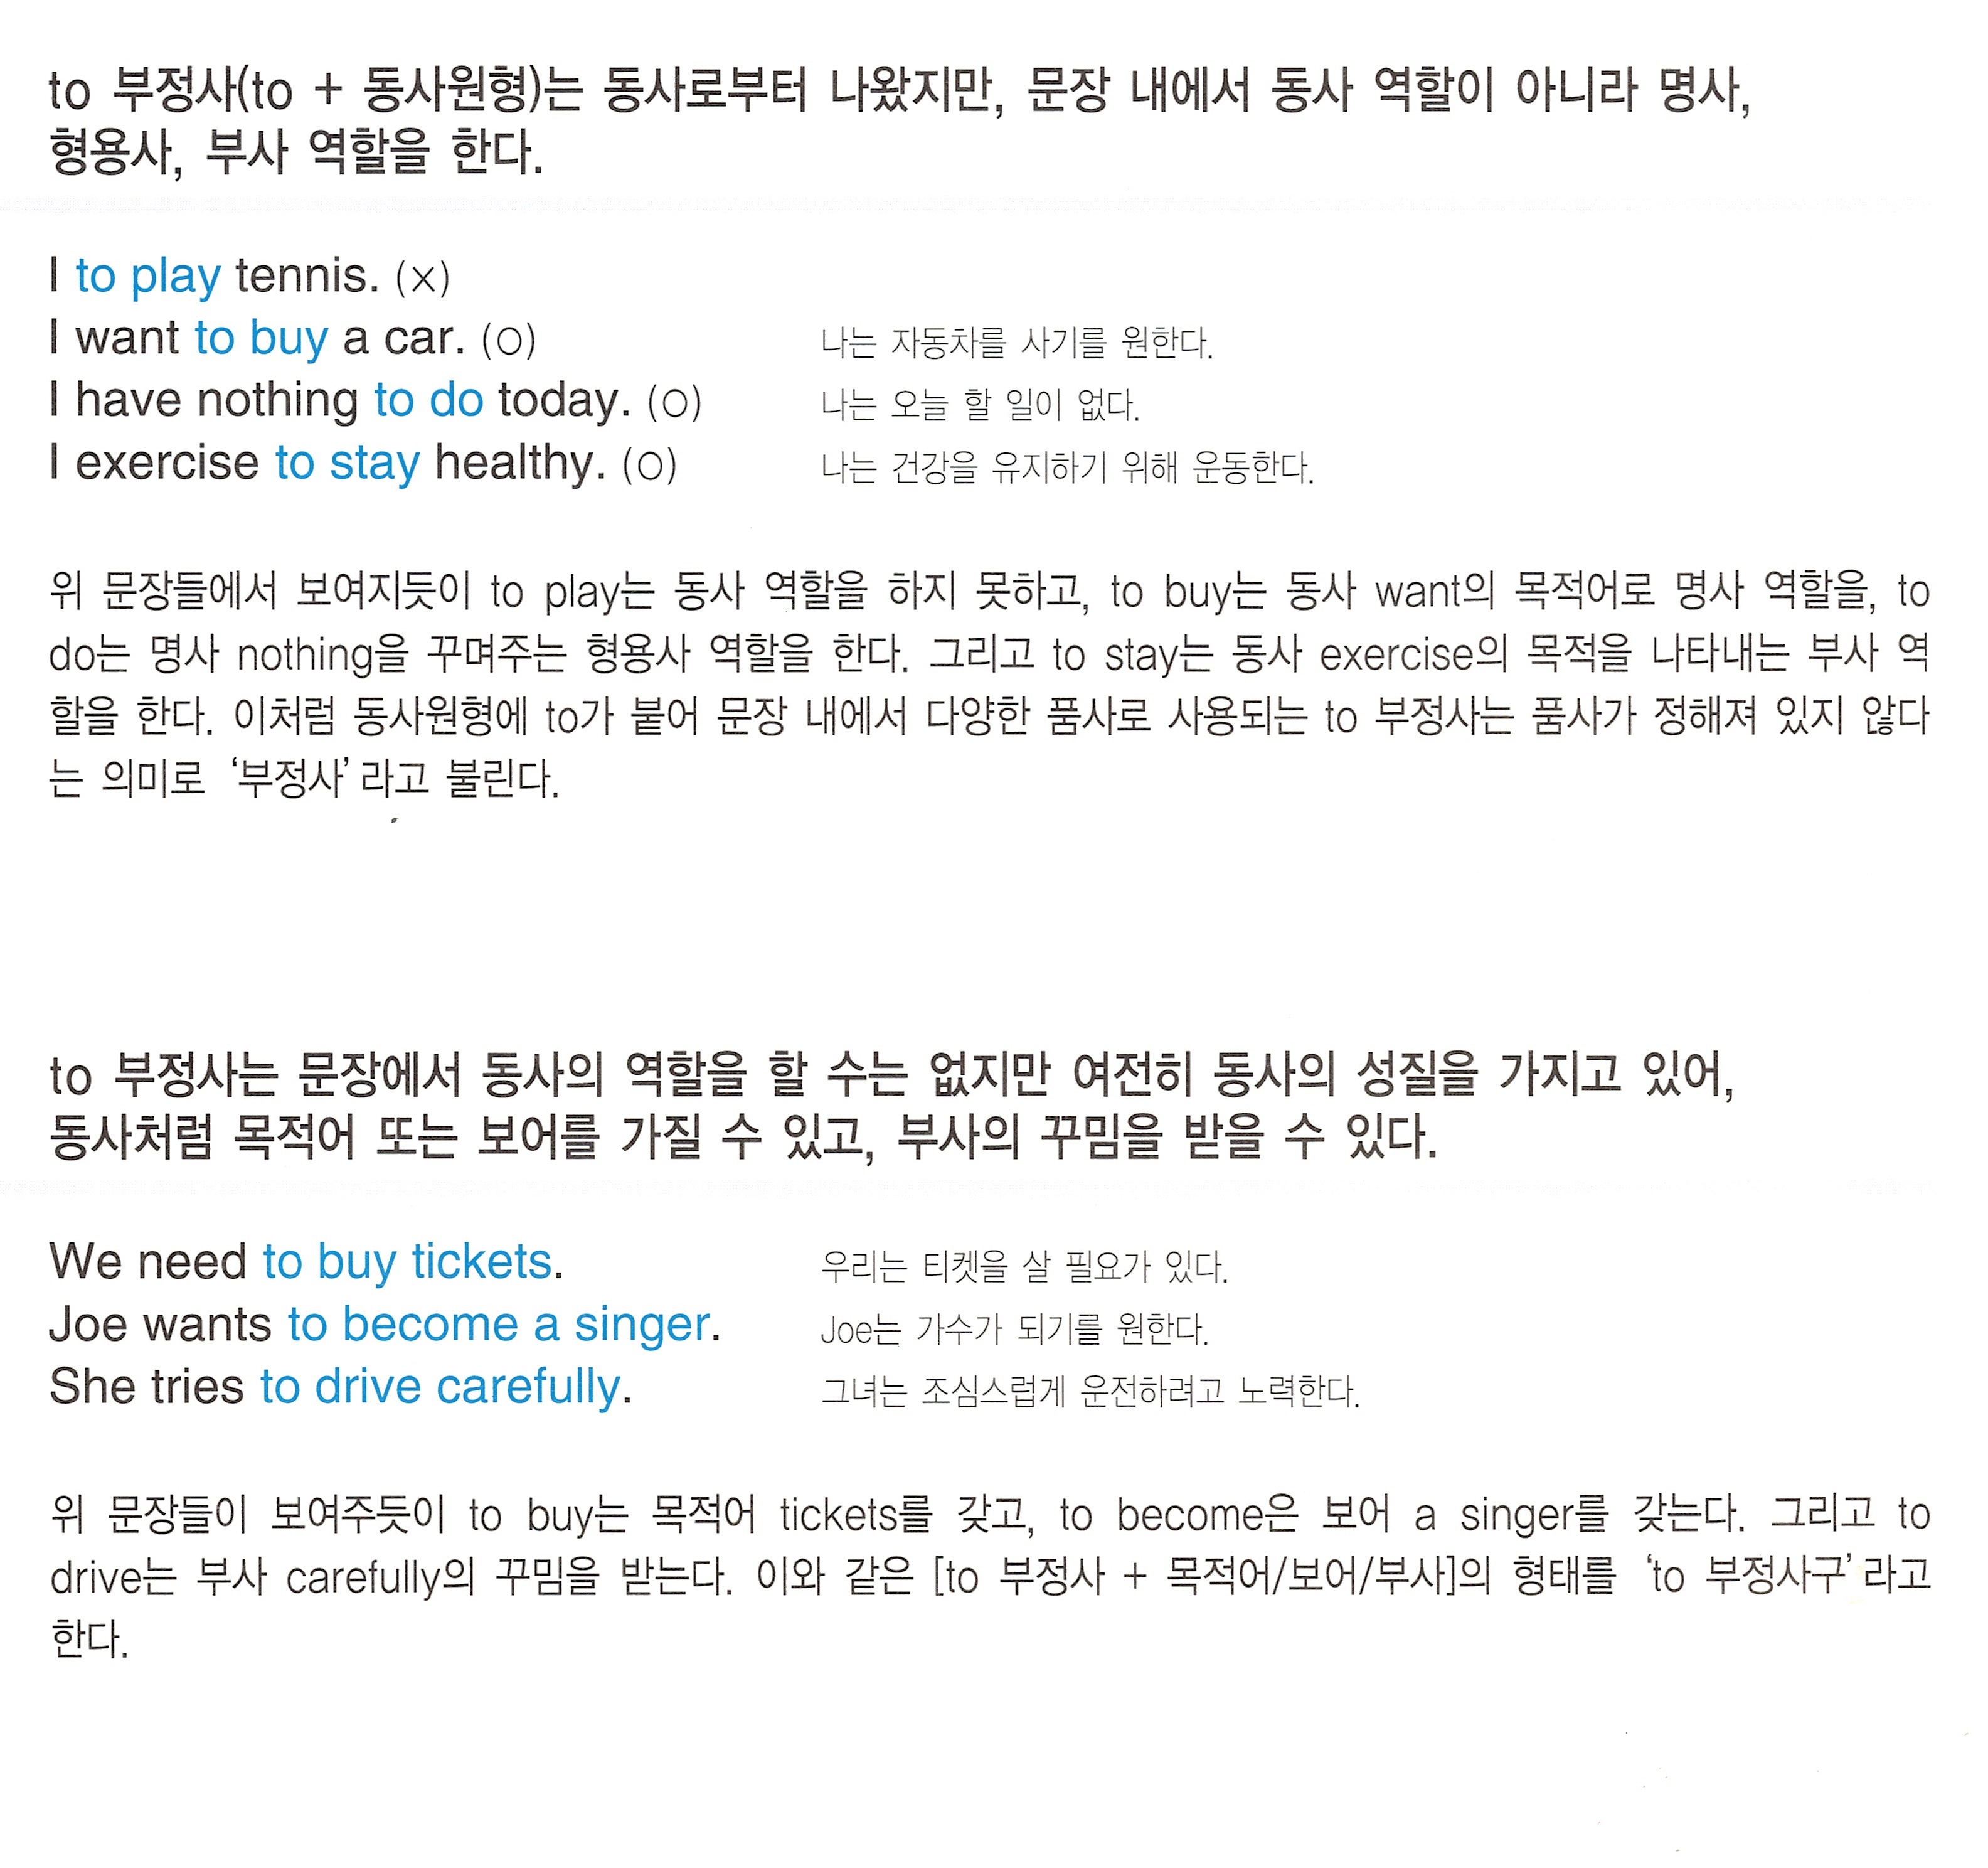 to 부정사(to + 동사원형)는 동사로부터 나왔지만, 문장 내에서 동사 역할이 아니라 명사,
형용사, 부사 역할을 한다.
I to play tennis. (×)
I want to buy a car. (○) 나는 자동차를 사기를 원한다.
I have nothing to do today. (○) 나는 오늘 할 일이 없다.
I exercise to stay healthy. (○) 나는 건강을 유지하기 위해 운동한다.
위 문장들에서 보여지듯이 to play는 동사 역할을 하지 못하고, to buy는 동사 want의 목적어로 명사 역할을, to
do는 명사 nothing을 꾸며주는 형용사 역할을 한다. 그리고 to stay는 동사 exercise의 목적을 나타내는 부사 역
할을 한다. 이처럼 동사원형에 to가 붙어 문장 내에서 다양한 품사로 사용되는 to 부정사는 품사가 정해져 있지 않다
는 의미로 ‘부정사’라고 불린다.
to 부정사는 문장에서 동사의 역할을 할 수는 없지만 여전히 동사의 성질을 가지고 있어,
동사처럼 목적어 또는 보어를 가질 수 있고, 부사의 꾸밈을 받을 수 있다.
We need to buy tickets. 우리는 티켓을 살 필요가 있다.
Joe wants to become a singer. Joe는 가수가 되기를 원한다.
She tries to drive carefully. 그녀는 조심스럽게 운전하려고 노력한다.
위 문장들이 보여주듯이 to buy는 목적어 tickets를 갖고, to become은 보어 a singer를 갖는다. 그리고 to
drive는 부사 carefully의 꾸밈을 받는다. 이와 같은 [to 부정사 + 목적어/보어/부사]의 형태를 ‘to 부정사구’라고
한다.